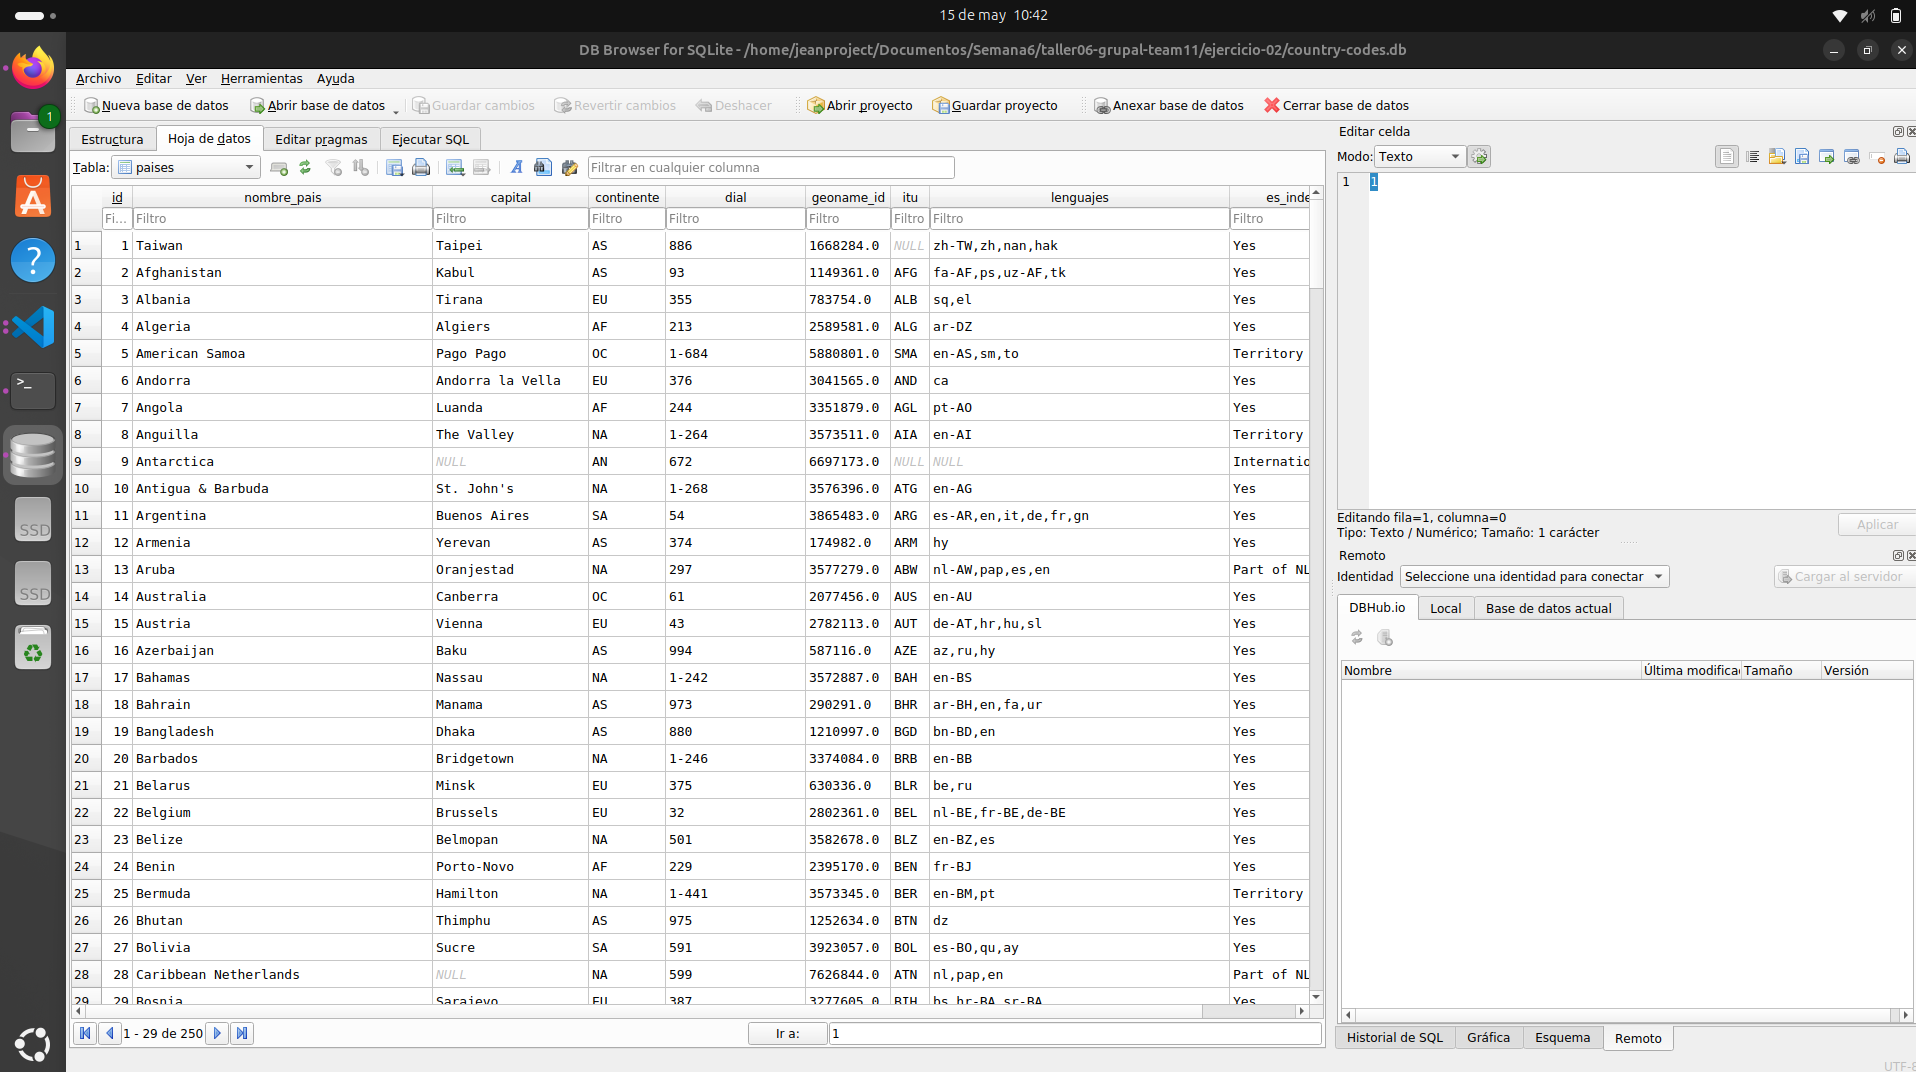 15 de may 10:42
DB Browser for SQLite - /home/jeanproject/Documentos/Semana6/taller06-grupal-team11/ejercicio-02/country-codes.db
1
SSD
SSD
Archivo Editar Ver Herramientas Ayuda
Nueva base de datos Abrir base de datos Guardar cambios Revertir cambios Deshacer Abrir proyecto Guardar proyecto Anexar base de datos Cerrar base de datos
Estructura Hoja de datos Editar pragmas Ejecutar SQL
Tabla: paises Filtrar en cualquier columna
id nombre_pais capital continente dial geoname_id itu lenguajes es_inde
Fi... Filtro Filtro Filtro Filtro Filtro Filtro Filtro Filtro
1 1 Taiwan Taipei AS 886 1668284.0 NULL zh-TW,zh,nan,hak Yes
2 2 Afghanistan Kabul AS 93 1149361.0 AFG fa-AF,ps,uz-AF,tk Yes
3 3 Albania Tirana EU 355 783754.0 ALB sq,el Yes
4 4 Algeria Algiers AF 213 2589581.0 ALG ar-DZ Yes
5 5 American Samoa Pago Pago OC 1-684 5880801.0 SMA en-AS,sm,to Territory
6 6 Andorra Andorra la Vella EU 376 3041565.0 AND ca Yes
7 7 Angola Luanda AF 244 3351879.0 AGL pt-AO Yes
8 8 Anguilla The Valley NA 1-264 3573511.0 AIA en-AI Territory
9 9 Antarctica NULL AN 672 6697173.0 NULL NULL Internatio
10 10 Antigua & Barbuda St. John's NA 1-268 3576396.0 ATG en-AG Yes
11 11 Argentina Buenos Aires SA 54 3865483.0 ARG es-AR,en,it,de,fr,gn Yes
12 12 Armenia Yerevan AS 374 174982.0 ARM hy Yes
13 13 Aruba Oranjestad NA 297 3577279.0 ABW nl-AW,pap,es,en Part of NL
14 14 Australia Canberra OC 61 2077456.0 AUS en-AU Yes
15 15 Austria Vienna EU 43 2782113.0 AUT de-AT,hr,hu,sl Yes
16 16 Azerbaijan Baku AS 994 587116.0 AZE az,ru,hy Yes
17 17 Bahamas Nassau NA 1-242 3572887.0 BAH en-BS Yes
18 18 Bahrain Manama AS 973 290291.0 BHR ar-BH,en,fa,ur Yes
19 19 Bangladesh Dhaka AS 880 1210997.0 BGD bn-BD,en Yes
20 20 Barbados Bridgetown NA 1-246 3374084.0 BRB en-BB Yes
21 21 Belarus Minsk EU 375 630336.0 BLR be,ru Yes
22 22 Belgium Brussels EU 32 2802361.0 BEL nl-BE,fr-BE,de-BE Yes
23 23 Belize Belmopan NA 501 3582678.0 BLZ en-BZ,es Yes
24 24 Benin Porto-Novo AF 229 2395170.0 BEN fr-BJ Yes
25 25 Bermuda Hamilton NA 1-441 3573345.0 BER en-BM,pt Territory
26 26 Bhutan Thimphu AS 975 1252634.0 BTN dz Yes
27 27 Bolivia Sucre SA 591 3923057.0 BOL es-BO,qu,ay Yes
28 28 Caribbean Netherlands NULL NA 599 7626844.0 ATN nl,pap,en Part of NL
29 29 Bosnia Sarajevo EU 387 3277605.0 BIH bs,hr-BA,sr-BA Yes
1 - 29 de 250 Ir a: 1
Editar celda
Modo: Texto
1 1
Editando fila=1, columna=0
Tipo: Texto / Numérico; Tamaño: 1 carácter
Aplicar
Remoto
Identidad Seleccione una identidad para conectar Cargar al servidor
DBHub.io Local Base de datos actual
Nombre Última modifica Tamaño Versión
Historial de SQL Gráfica Esquema Remoto
UTF-8